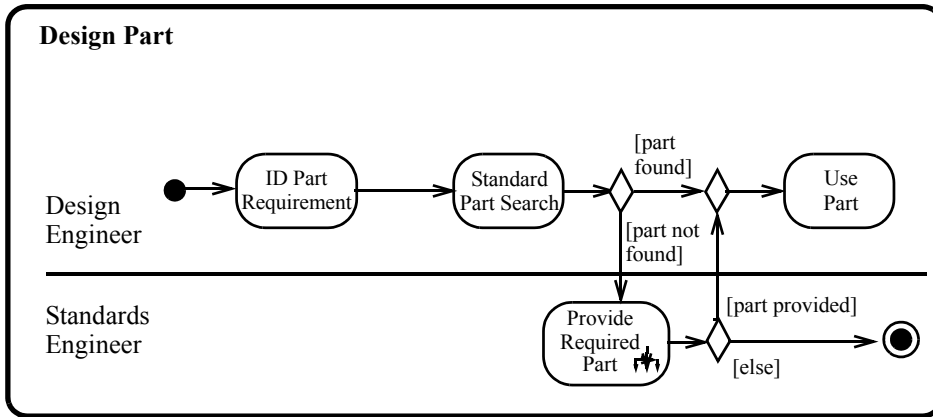 Design Part
ID Part
Requirement
Standard
Part Search
[part
found]
Use
Part
Design
Engineer
[part not
found]
Standards
Engineer
Provide
Required
Part
[part provided]
[else]